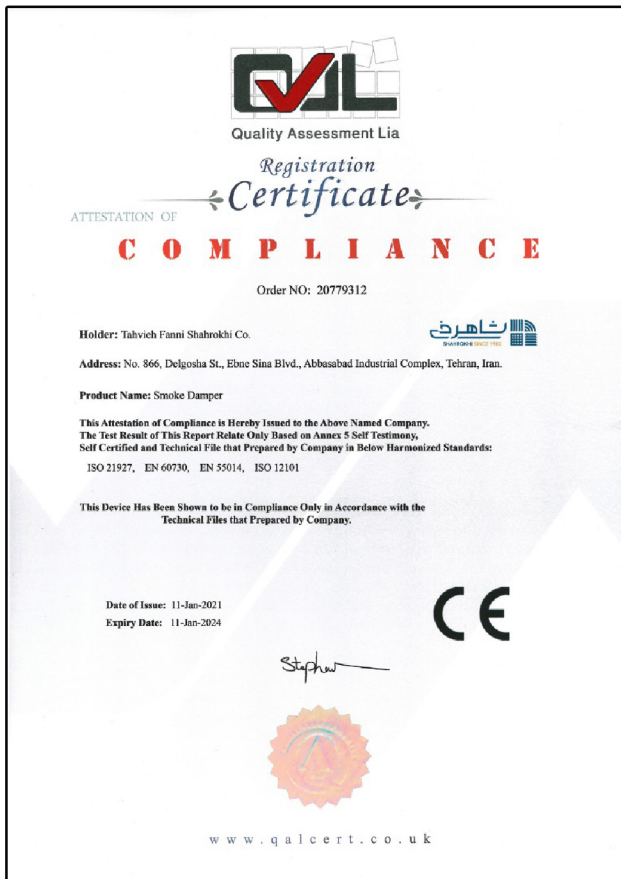 QAL
Quality Assessment Lia
Registration
Certificate
ATTESTATION OF
COMPLIANCE
Order NO: 20779312
Holder: Tahvieh Fanni Shahrokhi Co.
شاهرخی
SHAHROKHI SINCE 1962
Address: No. 866, Delgosha St., Ebne Sina Blvd., Abbasabad Industrial Complex, Tehran, Iran.
Product Name: Smoke Damper
This Attestation of Compliance is Hereby Issued to the Above Named Company.
The Test Result of This Report Relate Only Based on Annex 5 Self Testimony,
Self Certified and Technical File that Prepared by Company in Below Harmonized Standards:
ISO 21927, EN 60730, EN 55014, ISO 12101
This Device Has Been Shown to be in Compliance Only in Accordance with the
Technical Files that Prepared by Company.
Date of Issue: 11-Jan-2021
Expiry Date: 11-Jan-2024
CE
Stephen
www.qalcert.co.uk